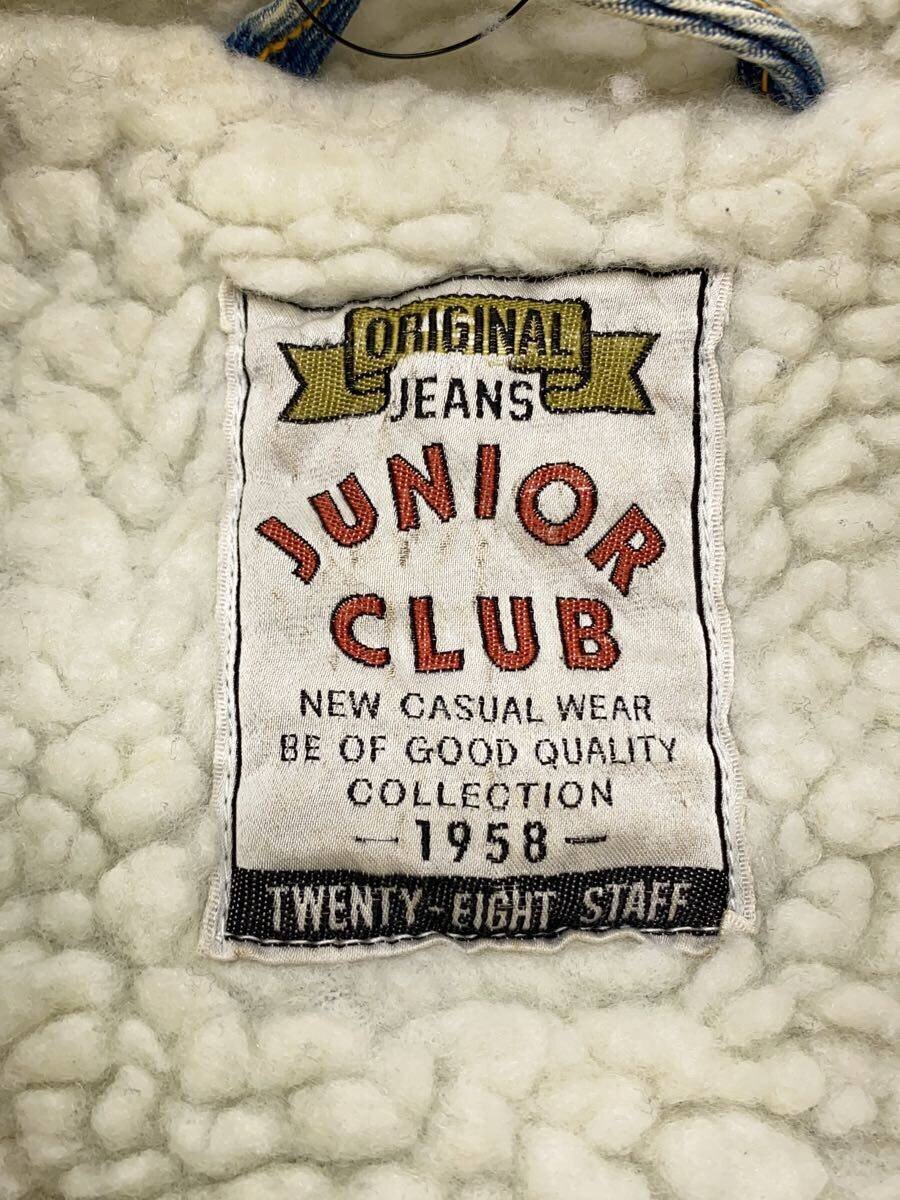 ORIGINAL
JEANS
JUNIOR
CLUB
NEW CASUAL WEAR
BE OF GOOD QUALITY
COLLECTION
-1958-
TWENTY-EIGHT STAFF